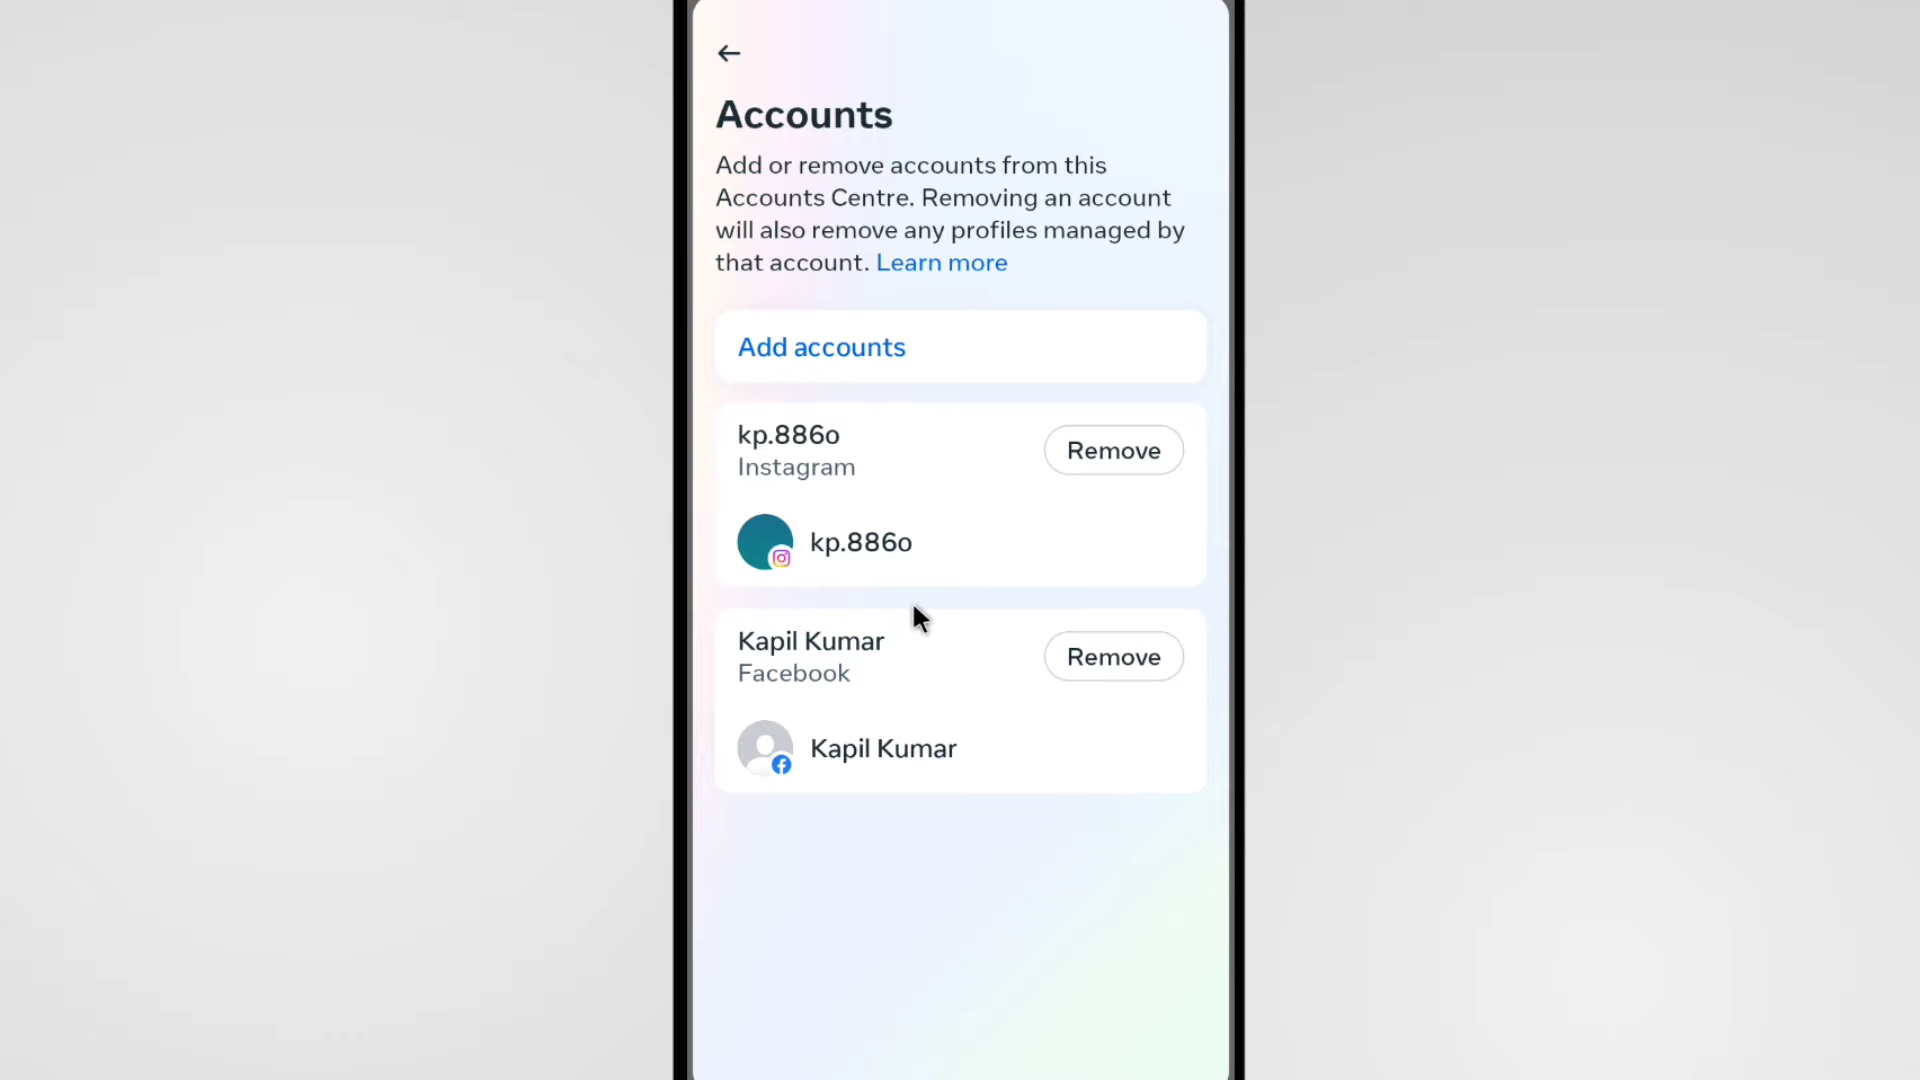 Accounts
Add or remove accounts from this
Accounts Centre. Removing an account
will also remove any profiles managed by
that account. Learn more
Add accounts
kp.886o
Instagram
Remove
kp.886o
Kapil Kumar
Facebook
Remove
Kapil Kumar